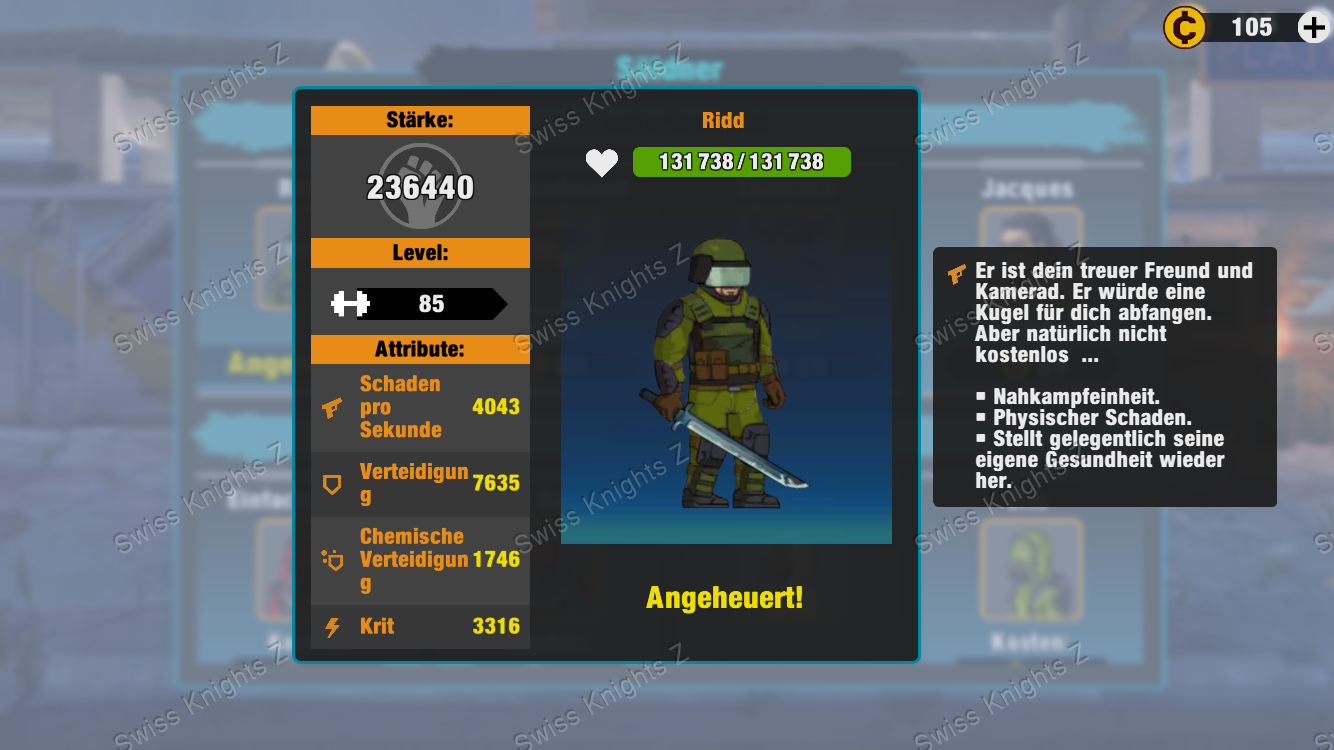 105
Söldner
Stärke:
236440
Level:
85
Attribute:
Schaden
pro
Sekunde
4043
Verteidigun
g
7635
Chemische
Verteidigun
g
1746
Krit
3316
Ridd
131 738 / 131 738
Angeheuert!
Jacques
Er ist dein treuer Freund und
Kamerad. Er würde eine
Kugel für dich abfangen.
Aber natürlich nicht
kostenlos ...
▪ Nahkampfeinheit.
▪ Physischer Schaden.
▪ Stellt gelegentlich seine
eigene Gesundheit wieder
her.
Kosten:
Swiss Knights Z